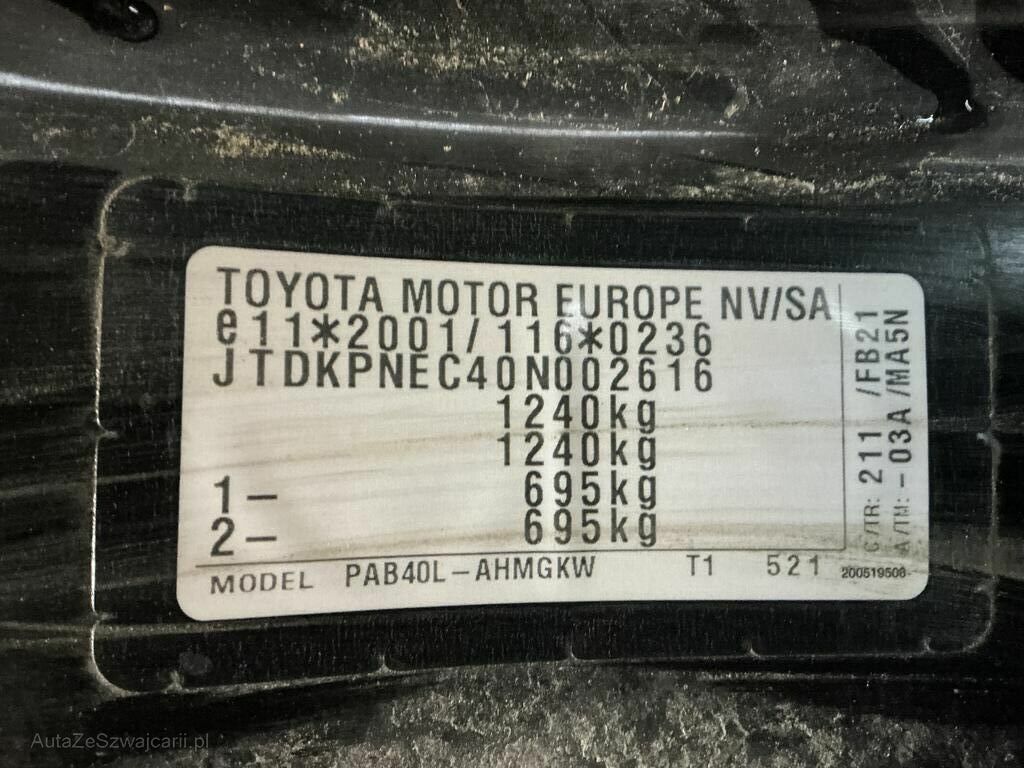 TOYOTA MOTOR EUROPE NV/SA
e11*2001/116*0236
JTDKPNEC40N002616
1240kg
1240kg
1- 695kg
2- 695kg
MODEL PAB40L-AHMGKW T1 521
C/TR: 211 /FB21
A/TM: -03A /MA5N
200519508-
AutaZeSzwajcarii.pl